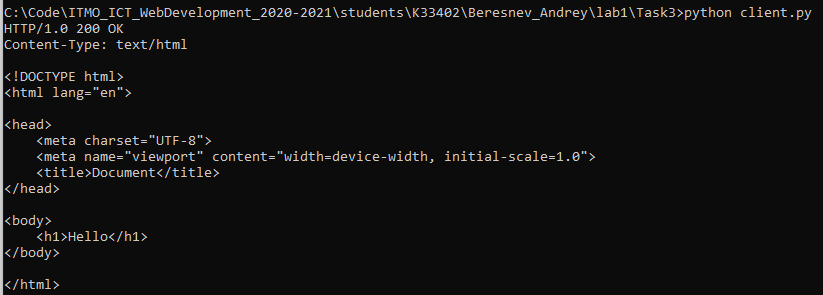 C:\Code\ITMO_ICT_WebDevelopment_2020-2021\students\K33402\Beresnev_Andrey\lab1\Task3>python client.py
HTTP/1.0 200 OK
Content-Type: text/html

<!DOCTYPE html>
<html lang="en">

<head>
    <meta charset="UTF-8">
    <meta name="viewport" content="width=device-width, initial-scale=1.0">
    <title>Document</title>
</head>

<body>
    <h1>Hello</h1>
</body>

</html>